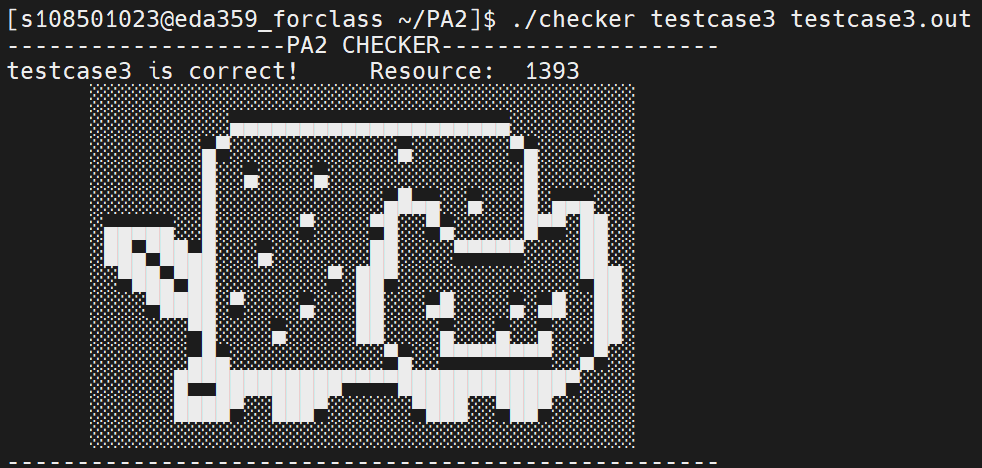 [s108501023@eda359_forclass ~/PA2]$ ./checker testcase3 testcase3.out
--------------------PA2 CHECKER--------------------
testcase3 is correct!     Resource:  1393
---------------------------------------------------